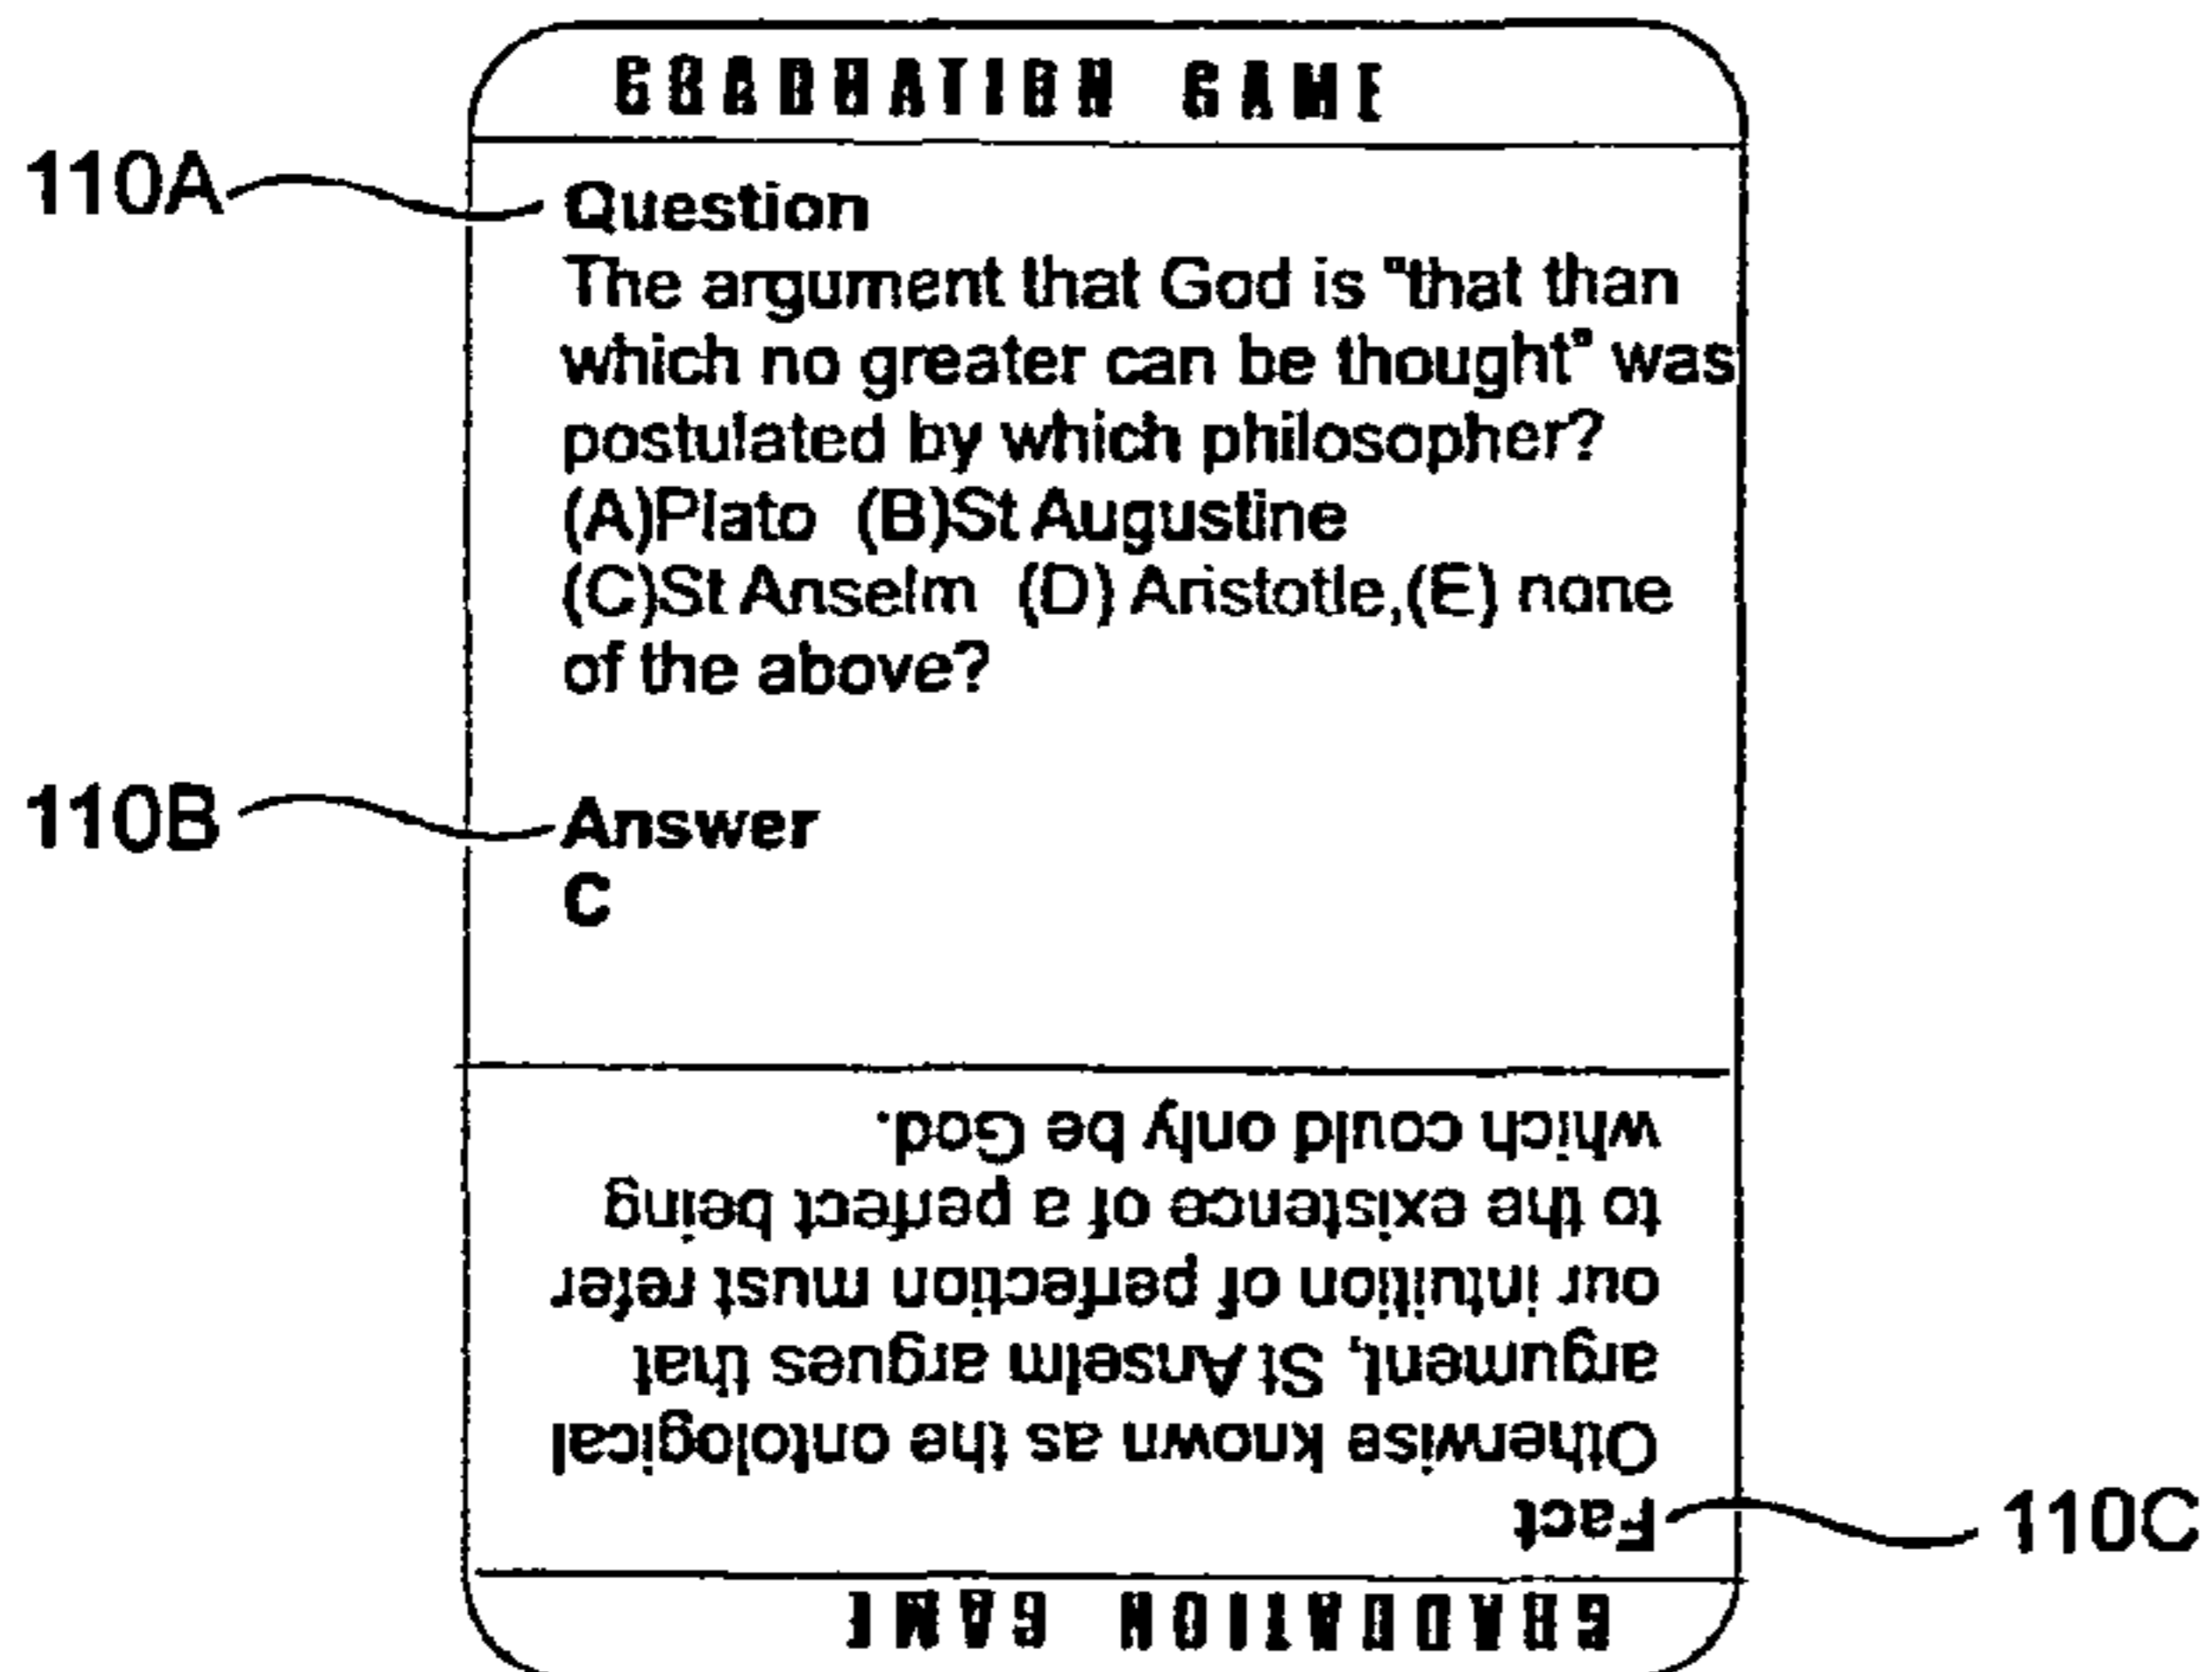 GRADUATION GAME
110A
Question
The argument that God is "that than
which no greater can be thought" was
postulated by which philosopher?
(A)Plato (B)St Augustine
(C)St Anselm (D) Aristotle,(E) none
of the above?
110B
Answer
C
110C
Fact
Otherwise known as the ontological
argument, St Anselm argues that
our intuition of perfection must refer
to the existence of a perfect being
which could only be God.
GRADUATION GAME